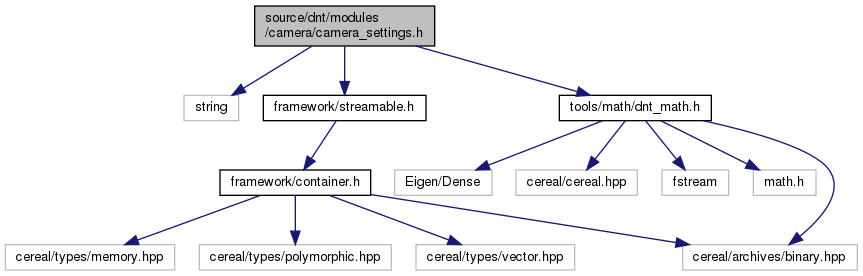 source/dnt/modules
/camera/camera_settings.h
string
framework/streamable.h
tools/math/dnt_math.h
framework/container.h
Eigen/Dense
cereal/cereal.hpp
fstream
math.h
cereal/types/memory.hpp
cereal/types/polymorphic.hpp
cereal/types/vector.hpp
cereal/archives/binary.hpp